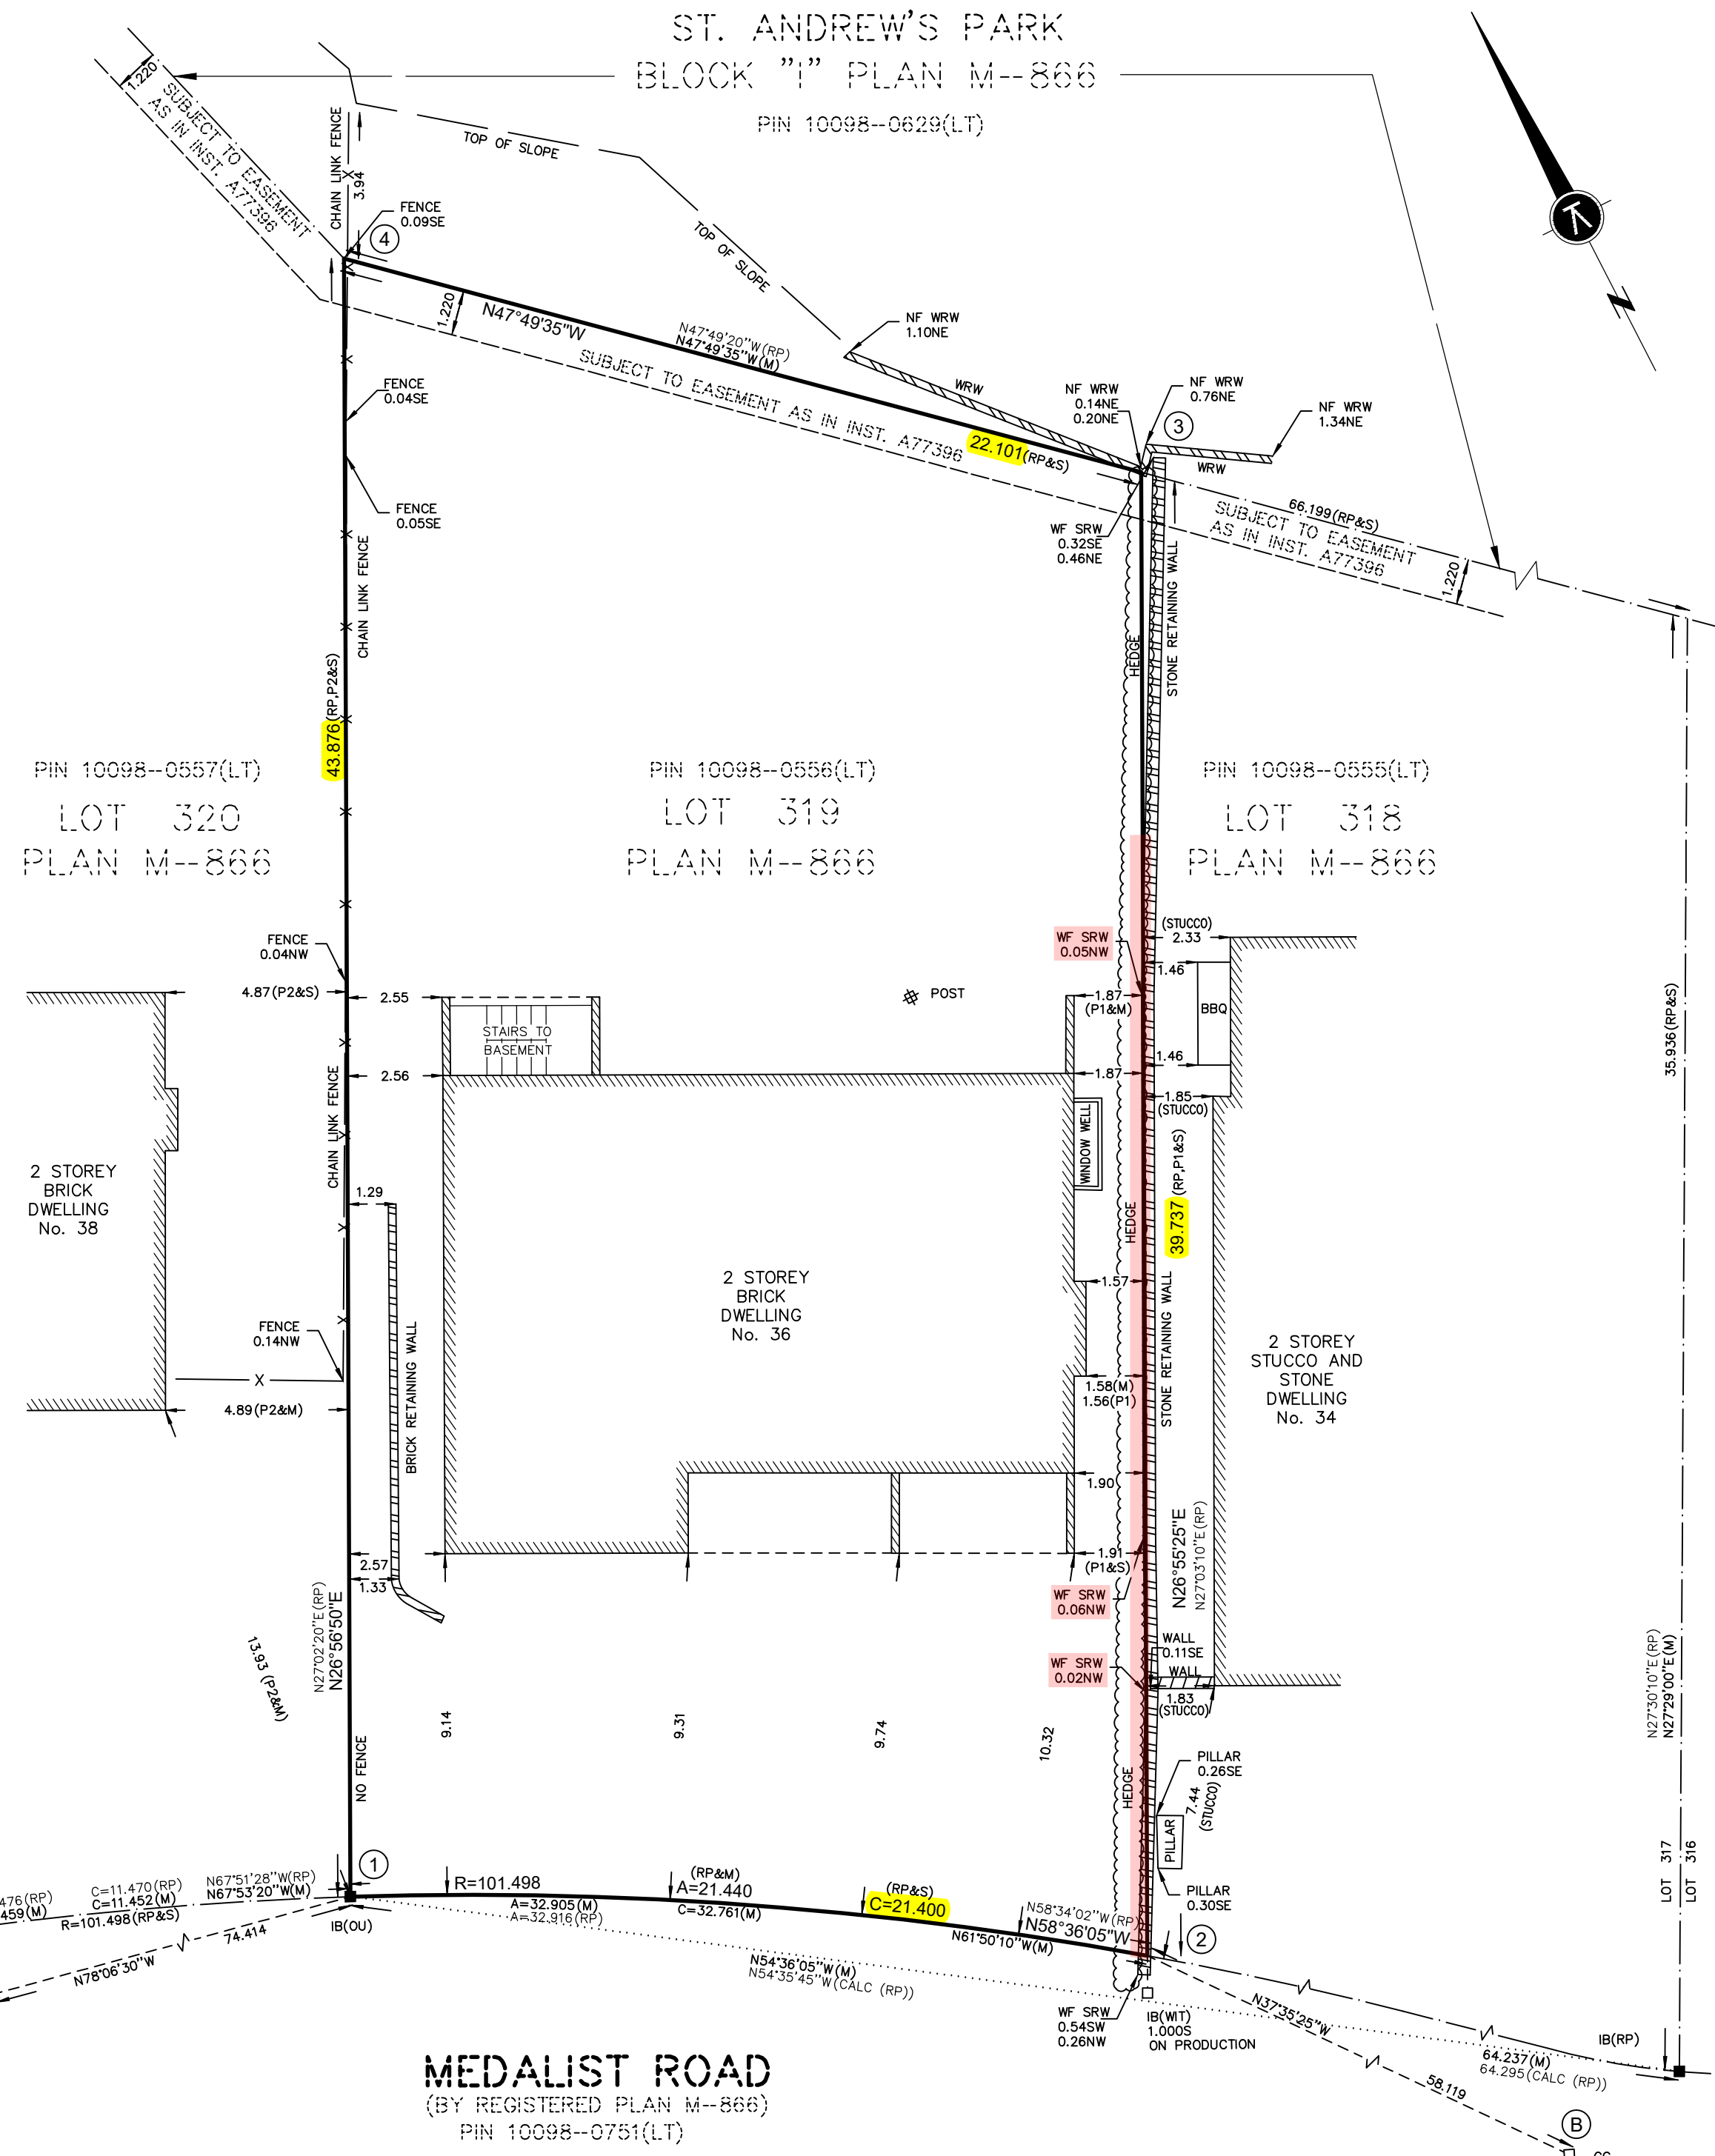 ST. ANDREW'S PARK
BLOCK "I" PLAN M--866
PIN 10098--0629(LT)
1.220
SUBJECT TO EASEMENT
AS IN INST. A77396
CHAIN LINK FENCE
3.94
TOP OF SLOPE
TOP OF SLOPE
FENCE
0.09SE
4
1.220
N47°49'35"W
N47°49'20"W(RP)
N47°49'35"W(M)
SUBJECT TO EASEMENT AS IN INST. A77396
22.101(RP&S)
NF WRW
1.10NE
WRW
NF WRW
0.14NE
0.20NE
NF WRW
0.76NE
3
NF WRW
1.34NE
WRW
66.199(RP&S)
SUBJECT TO EASEMENT
AS IN INST. A77396
1.220
FENCE
0.04SE
FENCE
0.05SE
WF SRW
0.32SE
0.46NE
CHAIN LINK FENCE
HEDGE
STONE RETAINING WALL
43.876(RP,P2&S)
PIN 10098--0557(LT)
LOT 320
PLAN M--866
PIN 10098--0556(LT)
LOT 319
PLAN M--866
PIN 10098--0555(LT)
LOT 318
PLAN M--866
FENCE
0.04NW
WF SRW
0.05NW
(STUCCO)
2.33
1.46
BBQ
1.46
1.85
(STUCCO)
4.87(P2&S)
2.55
STAIRS TO
BASEMENT
POST
1.87
(P1&M)
2.56
1.87
35.936(RP&S)
CHAIN LINK FENCE
WINDOW WELL
2 STOREY
BRICK
DWELLING
No. 38
1.29
HEDGE
39.737(RP,P1&S)
2 STOREY
BRICK
DWELLING
No. 36
1.57
FENCE
0.14NW
X
4.89(P2&M)
BRICK RETAINING WALL
1.58(M)
1.56(P1)
STONE RETAINING WALL
2 STOREY
STUCCO AND
STONE
DWELLING
No. 34
1.90
1.91
(P1&S)
2.57
1.33
N27°02'20"E(RP)
N26°56'50"E
13.93 (P2&M)
WF SRW
0.06NW
N26°55'25"E
N27°03'10"E(RP)
WF SRW
0.02NW
WALL
0.11SE
WALL
1.83
(STUCCO)
N27°30'10"E(RP)
N27°29'00"E(M)
9.14
9.31
9.74
10.32
NO FENCE
HEDGE
PILLAR
0.26SE
7.44
(STUCCO)
PILLAR
PILLAR
0.30SE
LOT 317
LOT 316
1
476(RP)
459(M)
C=11.470(RP)
C=11.452(M)
R=101.498(RP&S)
N67°51'28"W(RP)
N67°53'20"W(M)
IB(OU)
R=101.498
A=32.905(M)
A=32.916(RP)
(RP&M)
A=21.440
C=32.761(M)
(RP&S)
C=21.400
N58°34'02"W(RP)
N58°36'05"W
N61°50'10"W(M)
2
74.414
N78°06'30"W
N54°36'05"W(M)
N54°35'45"W(CALC (RP))
WF SRW
0.54SW
0.26NW
IB(WIT)
1.000S
ON PRODUCTION
N37°35'25"W
IB(RP)
64.237(M)
64.295(CALC (RP))
58.119
B
66
MEDALIST ROAD
(BY REGISTERED PLAN M--866)
PIN 10098--0751(LT)